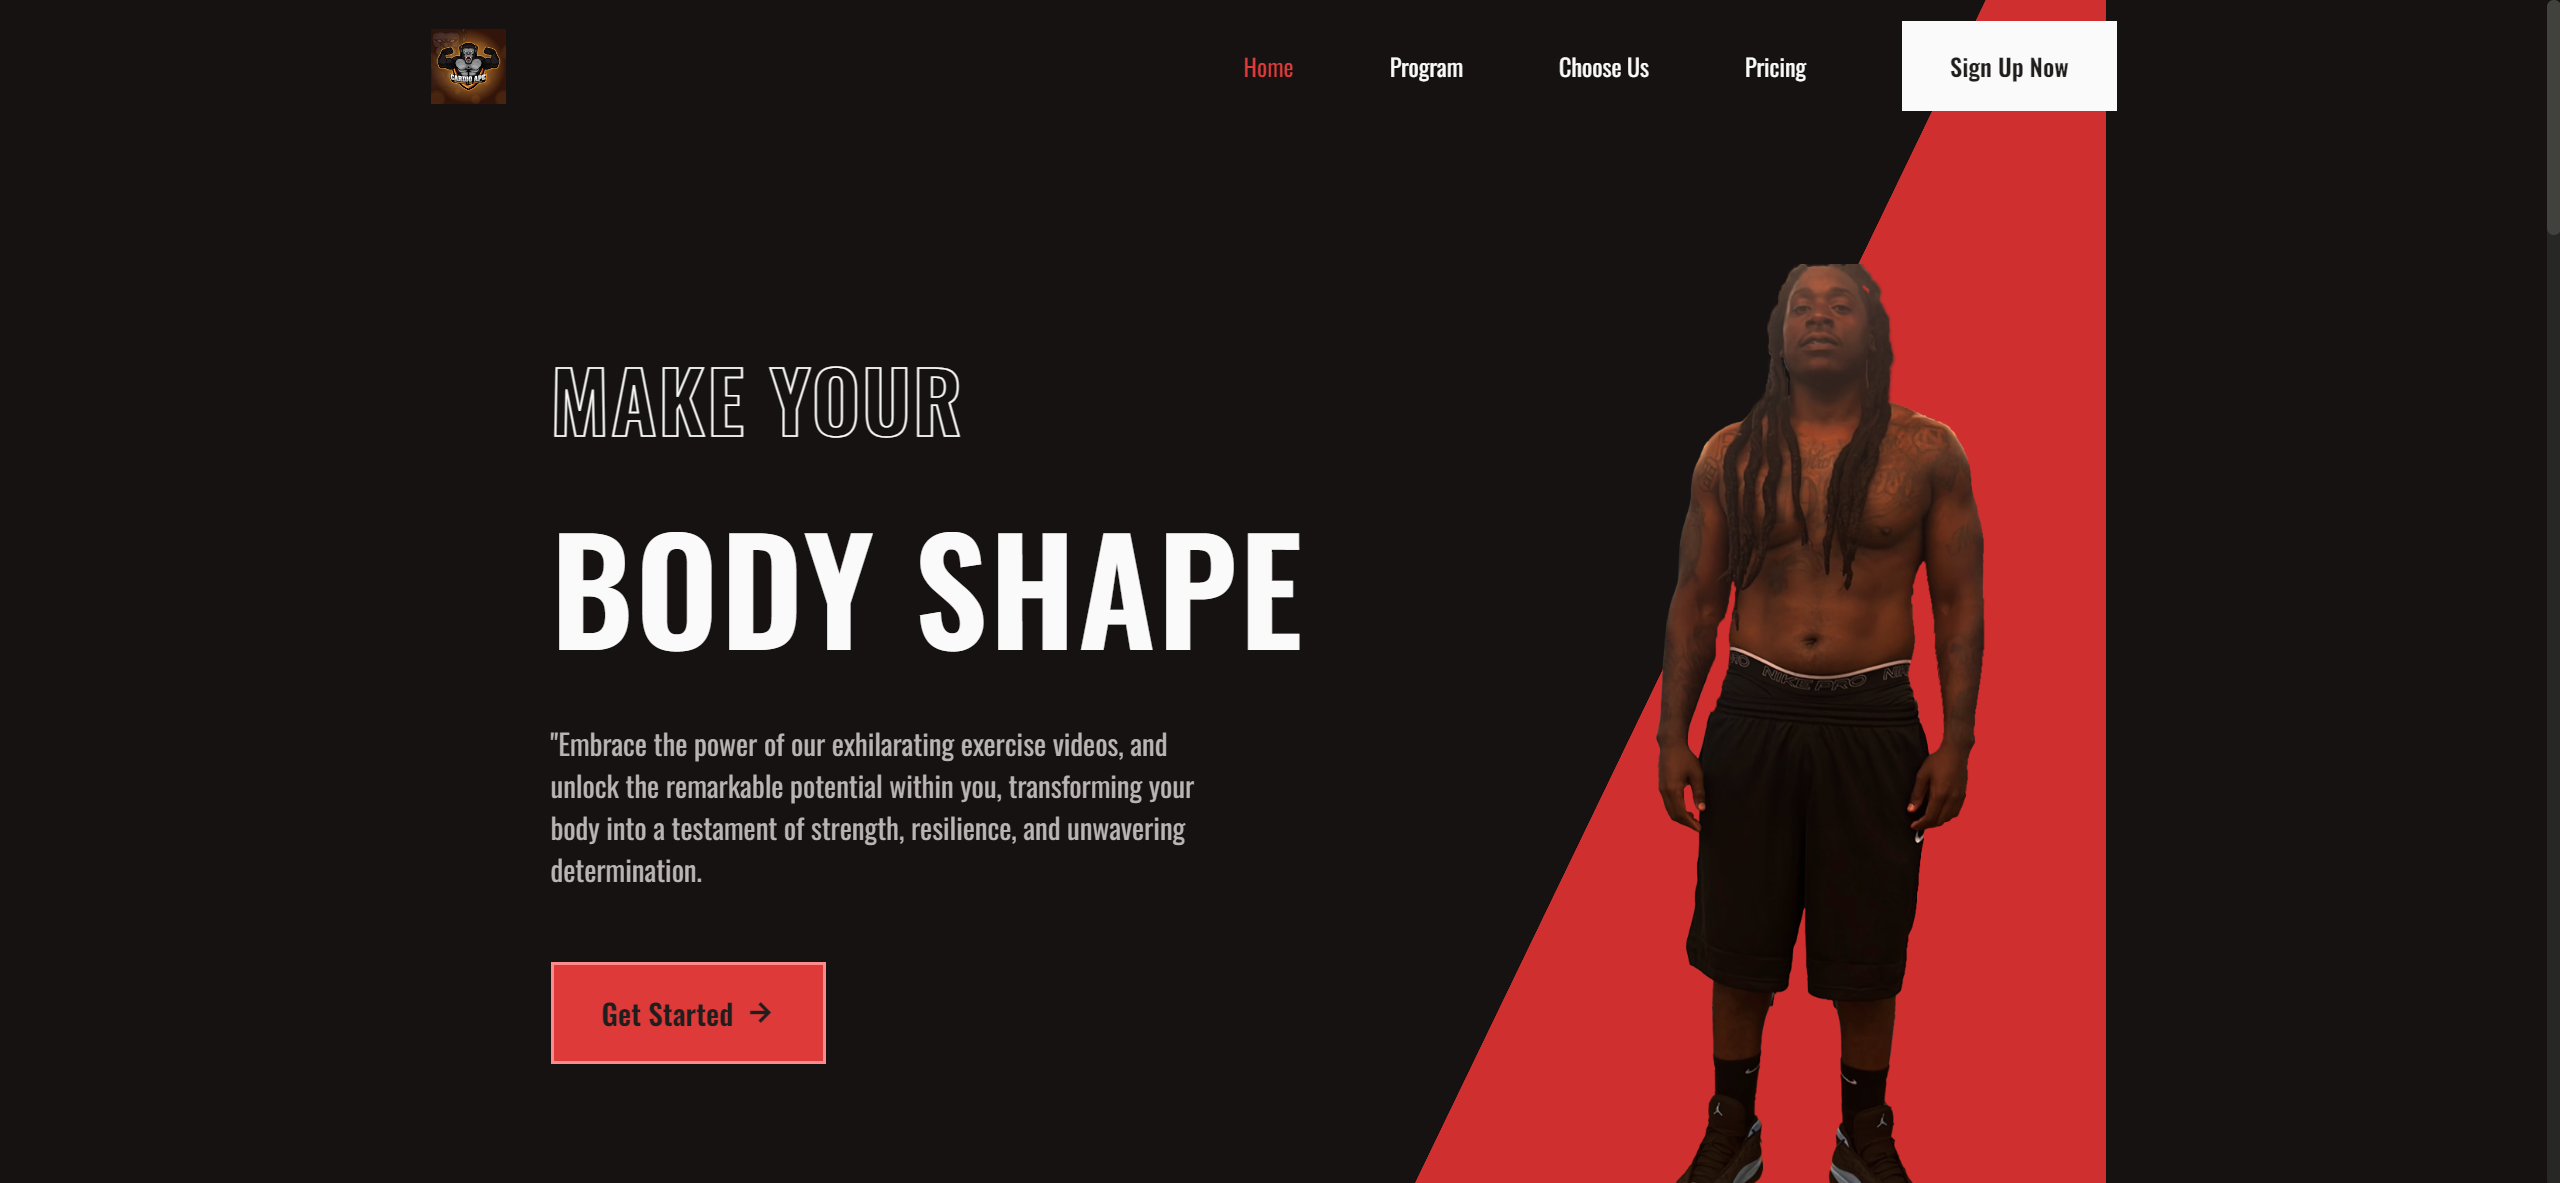 CARDIO APE
Home Program Choose Us Pricing Sign Up Now
MAKE YOUR
BODY SHAPE
"Embrace the power of our exhilarating exercise videos, and
unlock the remarkable potential within you, transforming your
body into a testament of strength, resilience, and unwavering
determination.
NIKE PRO
Get Started